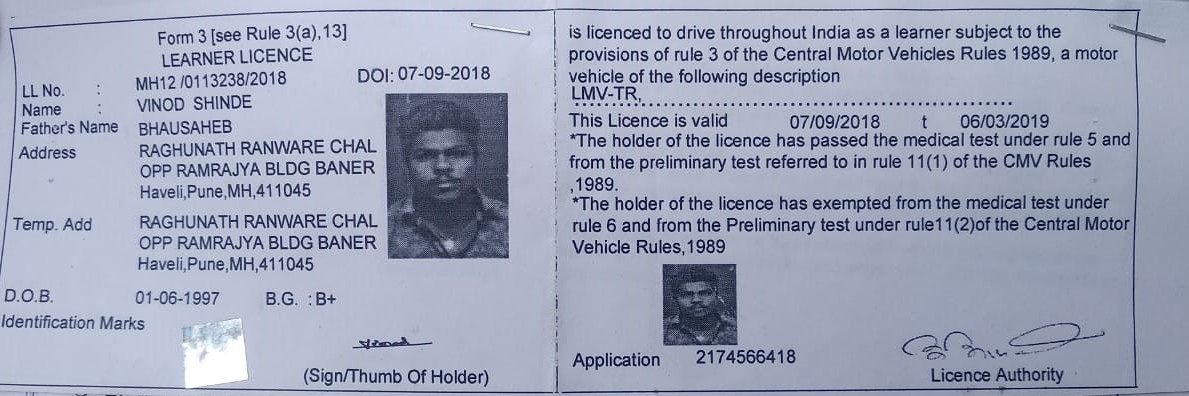 Form 3 [see Rule 3(a),13]
LEARNER LICENCE
LL No. : MH12 /0113238/2018 DOI: 07-09-2018
Name : VINOD SHINDE
Father's Name BHAUSAHEB
Address RAGHUNATH RANWARE CHAL
OPP RAMRAJYA BLDG BANER
Haveli,Pune,MH,411045
Temp. Add RAGHUNATH RANWARE CHAL
OPP RAMRAJYA BLDG BANER
Haveli,Pune,MH,411045
D.O.B. 01-06-1997 B.G. : B+
Identification Marks
(Sign/Thumb Of Holder)
is licenced to drive throughout India as a learner subject to the
provisions of rule 3 of the Central Motor Vehicles Rules 1989, a motor
vehicle of the following description
LMV-TR,
This Licence is valid 07/09/2018 t 06/03/2019
*The holder of the licence has passed the medical test under rule 5 and
from the preliminary test referred to in rule 11(1) of the CMV Rules
,1989.
*The holder of the licence has exempted from the medical test under
rule 6 and from the Preliminary test under rule11(2)of the Central Motor
Vehicle Rules,1989
Application 2174566418
Licence Authority